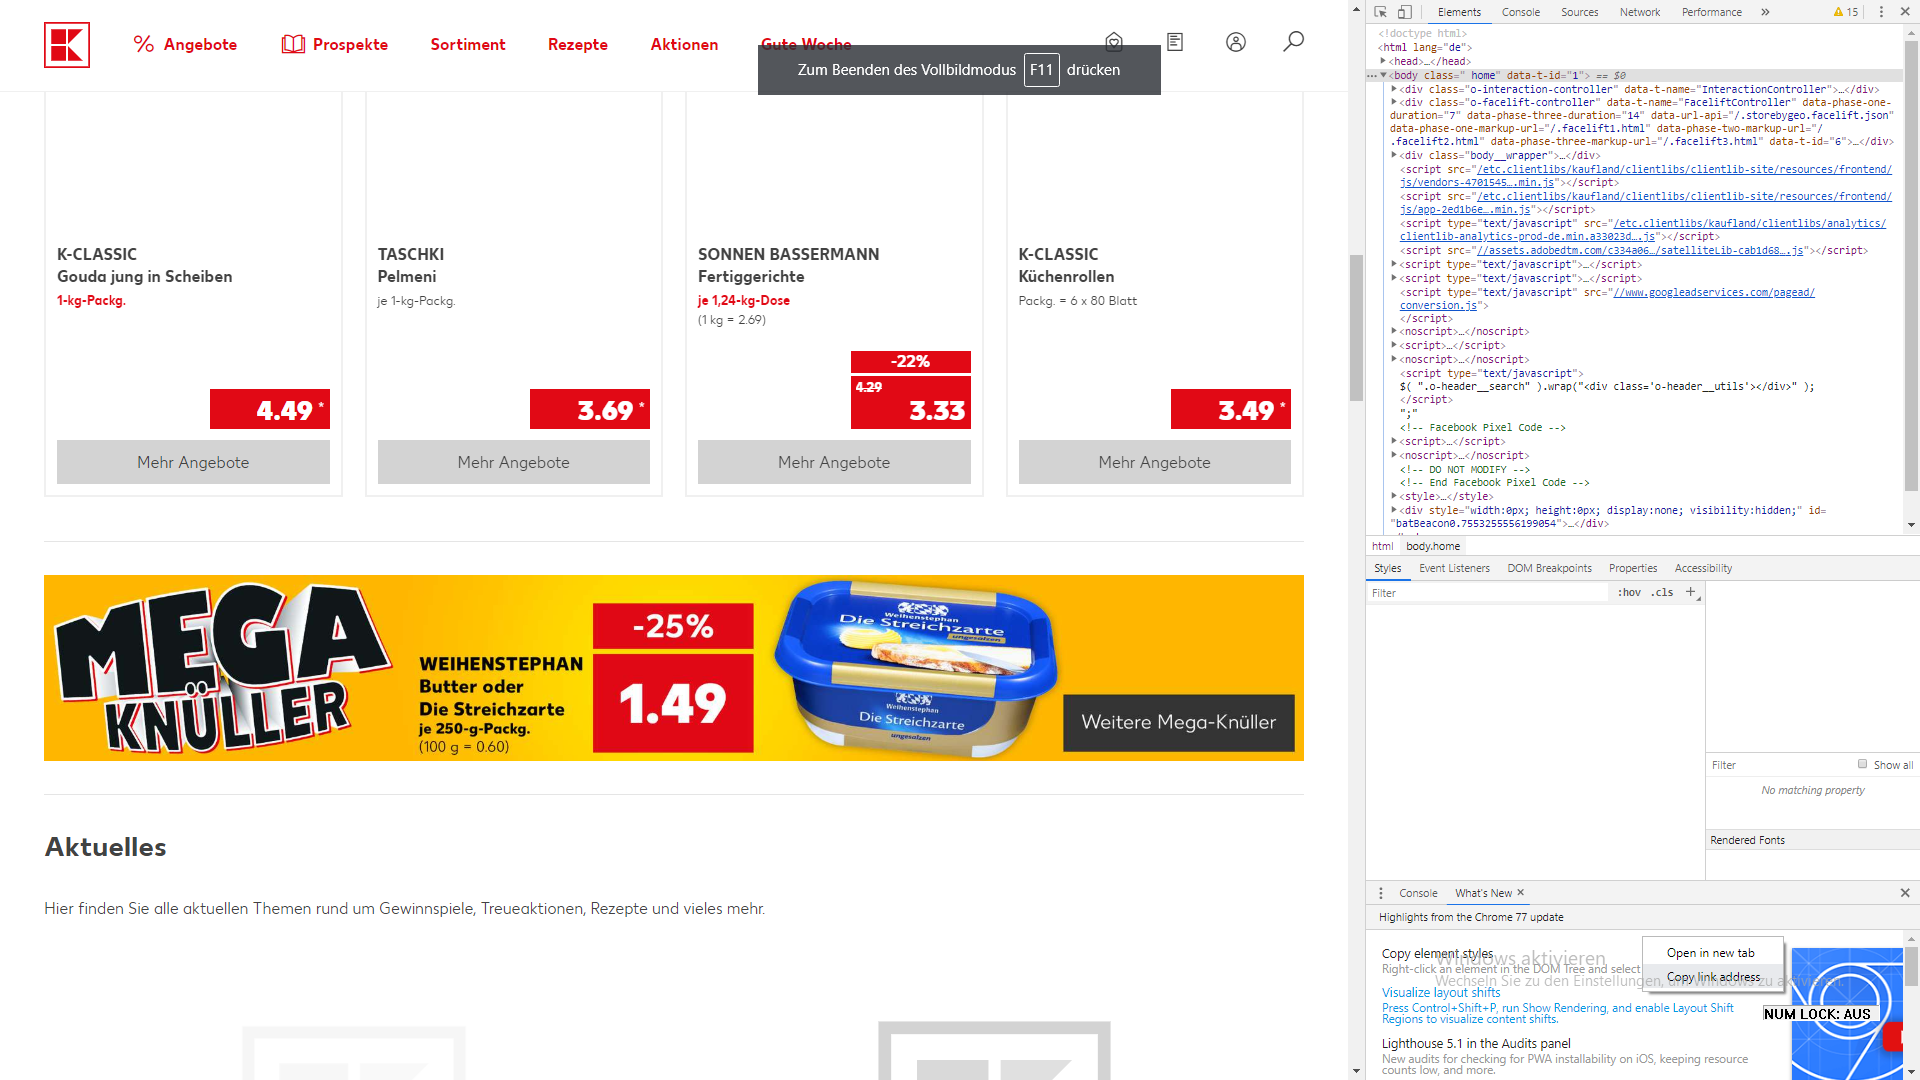 Angebote
Prospekte
Sortiment
Rezepte
Aktionen
Gute Woche
Zum Beenden des Vollbildmodus F11 drücken
K-CLASSIC
Gouda jung in Scheiben
1-kg-Packg.
4.49 *
Mehr Angebote
TASCHKI
Pelmeni
je 1-kg-Packg.
3.69 *
Mehr Angebote
SONNEN BASSERMANN
Fertiggerichte
je 1,24-kg-Dose
(1 kg = 2.69)
-22%
4.29
3.33
Mehr Angebote
K-CLASSIC
Küchenrollen
Packg. = 6 x 80 Blatt
3.49 *
Mehr Angebote
MEGA
KNÜLLER
WEIHENSTEPHAN
Butter oder
Die Streichzarte
je 250-g-Packg.
(100 g = 0.60)
-25%
1.49
Weihenstephan
Die Streichzarte
ungesalzen
Weihenstephan
Die Streichzarte
ungesalzen
Weitere Mega-Knüller
Aktuelles
Hier finden Sie alle aktuellen Themen rund um Gewinnspiele, Treueaktionen, Rezepte und vieles mehr.
Elements Console Sources Network Performance » 15
<!doctype html>
<html lang="de">
<head>…</head>
<body class=" home" data-t-id="1"> == $0
<div class="o-interaction-controller" data-t-name="InteractionController">…</div>
<div class="o-facelift-controller" data-t-name="FaceliftController" data-phase-one-
duration="7" data-phase-three-duration="14" data-url-api="/.storebygeo.facelift.json"
data-phase-one-markup-url="/.facelift1.html" data-phase-two-markup-url="/
.facelift2.html" data-phase-three-markup-url="/.facelift3.html" data-t-id="6">…</div>
<div class="body__wrapper">…</div>
<script src="/etc.clientlibs/kaufland/clientlibs/clientlib-site/resources/frontend/
js/vendors-4701545….min.js"></script>
<script src="/etc.clientlibs/kaufland/clientlibs/clientlib-site/resources/frontend/
js/app-2ed1b6e….min.js"></script>
<script type="text/javascript" src="/etc.clientlibs/kaufland/clientlibs/analytics/
clientlib-analytics-prod-de.min.a33023d….js"></script>
<script src="//assets.adobedtm.com/c334a06…/satelliteLib-cab1d68….js"></script>
<script type="text/javascript">…</script>
<script type="text/javascript">…</script>
<script type="text/javascript" src="//www.googleadservices.com/pagead/
conversion.js">
</script>
<noscript>…</noscript>
<script>…</script>
<noscript>…</noscript>
<script type="text/javascript">
$( ".o-header__search" ).wrap("<div class='o-header__utils'></div>" );
</script>
";"
<!-- Facebook Pixel Code -->
<script>…</script>
<noscript>…</noscript>
<!-- DO NOT MODIFY -->
<!-- End Facebook Pixel Code -->
<style>…</style>
<div style="width:0px; height:0px; display:none; visibility:hidden;" id=
"batBeacon0.7553255556199054">…</div>
html body.home
Styles Event Listeners DOM Breakpoints Properties Accessibility
Filter :hov .cls +
Filter Show all
No matching property
Rendered Fonts
Console What's New
Highlights from the Chrome 77 update
Copy element styles
Right-click an element in the DOM Tree and select
Visualize layout shifts
Press Control+Shift+P, run Show Rendering, and enable Layout Shift
Regions to visualize content shifts.
Lighthouse 5.1 in the Audits panel
New audits for checking for PWA installability on iOS, keeping resource
counts low, and more.
Open in new tab
Copy link address
Windows aktivieren
Wechseln Sie zu den Einstellungen, um Windows zu aktivieren.
NUM LOCK: AUS